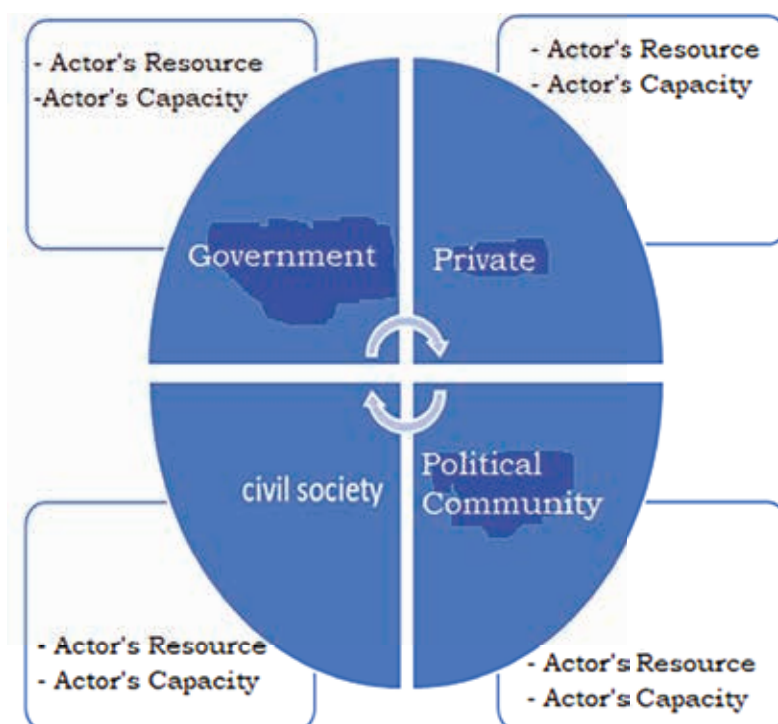 - Actor's Resource
-Actor's Capacity
- Actor's Resource
- Actor's Capacity
Government
Private
civil society
Political
Community
- Actor's Resource
- Actor's Capacity
- Actor's Resource
- Actor's Capacity